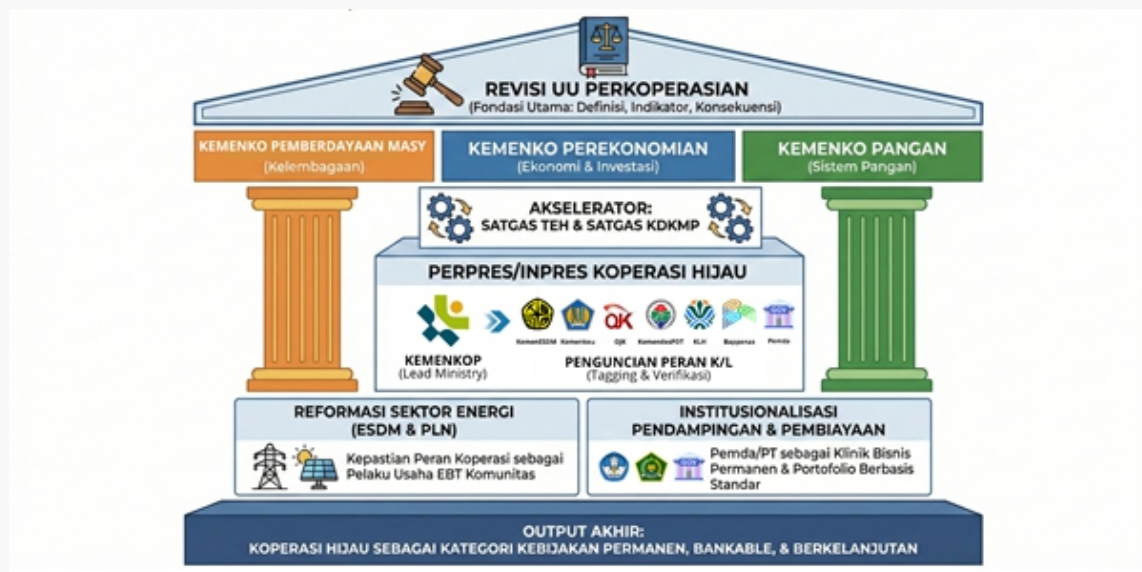 REVISI UU PERKOPERASIAN
(Fondasi Utama: Definisi, Indikator, Konsekuensi)
KEMENKO PEMBERDAYAAN MASY
(Kelembagaan)
KEMENKO PEREKONOMIAN
(Ekonomi & Investasi)
KEMENKO PANGAN
(Sistem Pangan)
AKSELERATOR:
SATGAS TEH & SATGAS KDKMP
PERPRES/INPRES KOPERASI HIJAU
KEMENKOP
(Lead Ministry)
KemenESDM Kemenkeu OJK KemendesPDT KLH Bappenas Pemda
PENGUNCIAN PERAN K/L
(Tagging & Verifikasi)
REFORMASI SEKTOR ENERGI
(ESDM & PLN)
Kepastian Peran Koperasi sebagai
Pelaku Usaha EBT Komunitas
INSTITUSIONALISASI
PENDAMPINGAN & PEMBIAYAAN
Pemda/PT sebagai Klinik Bisnis
Permanen & Portofolio Berbasis
Standar
OUTPUT AKHIR:
KOPERASI HIJAU SEBAGAI KATEGORI KEBIJAKAN PERMANEN, BANKABLE, & BERKELANJUTAN